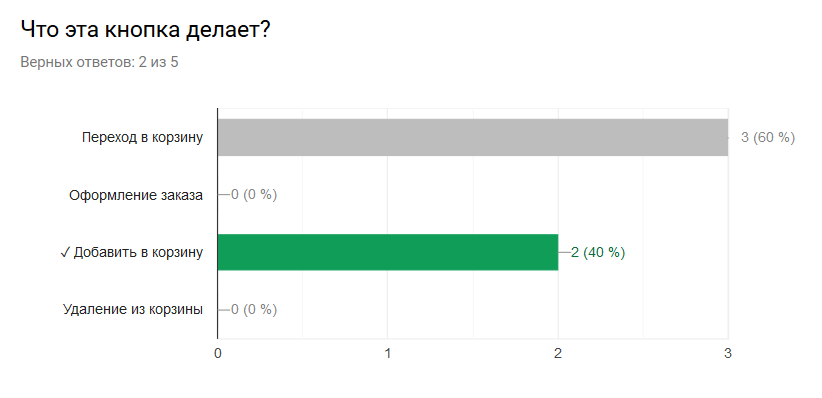 Что эта кнопка делает?
Верных ответов: 2 из 5
Переход в корзину 3 (60 %)
Оформление заказа 0 (0 %)
✓ Добавить в корзину 2 (40 %)
Удаление из корзины 0 (0 %)
0 1 2 3